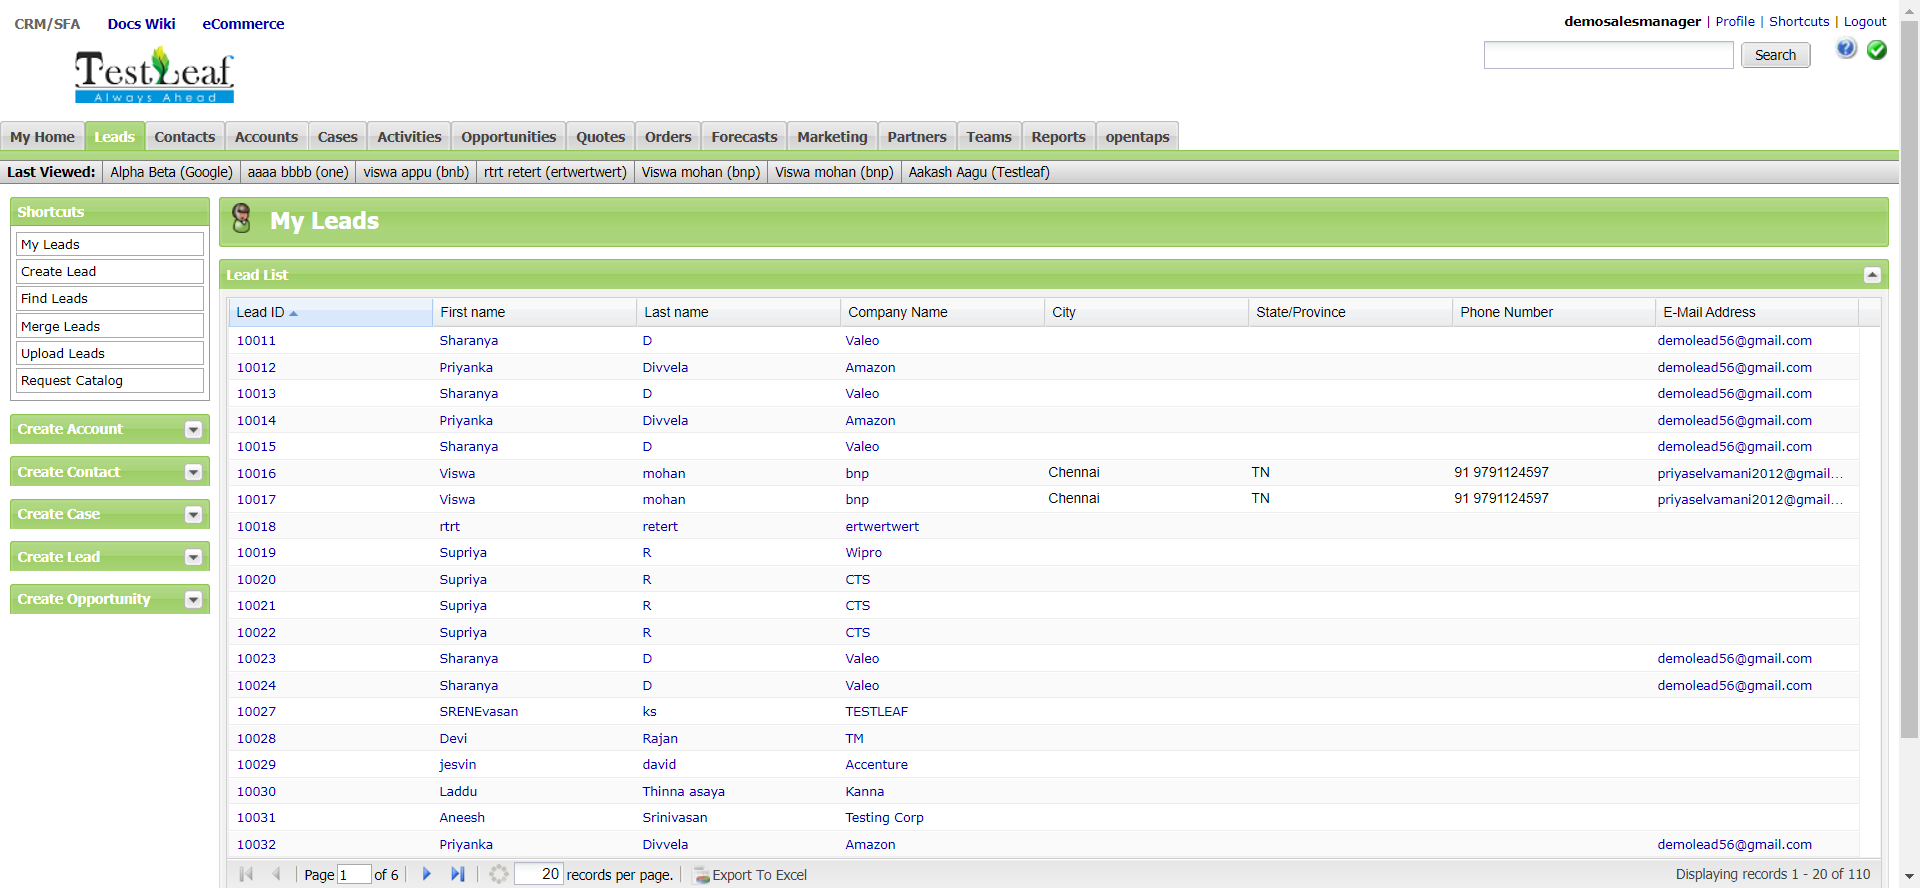 CRM/SFA Docs Wiki eCommerce
demosalesmanager | Profile | Shortcuts | Logout
Search
TestLeaf
Always Ahead
My Home Leads Contacts Accounts Cases Activities Opportunities Quotes Orders Forecasts Marketing Partners Teams Reports opentaps
Last Viewed: Alpha Beta (Google) aaaa bbbb (one) viswa appu (bnb) rtrt retert (ertwertwert) Viswa mohan (bnp) Viswa mohan (bnp) Aakash Aagu (Testleaf)
Shortcuts
My Leads
Create Lead
Find Leads
Merge Leads
Upload Leads
Request Catalog
Create Account
Create Contact
Create Case
Create Lead
Create Opportunity
My Leads
Lead List
Lead ID First name Last name Company Name City State/Province Phone Number E-Mail Address
10011 Sharanya D Valeo demolead56@gmail.com
10012 Priyanka Divvela Amazon demolead56@gmail.com
10013 Sharanya D Valeo demolead56@gmail.com
10014 Priyanka Divvela Amazon demolead56@gmail.com
10015 Sharanya D Valeo demolead56@gmail.com
10016 Viswa mohan bnp Chennai TN 91 9791124597 priyaselvamani2012@gmail...
10017 Viswa mohan bnp Chennai TN 91 9791124597 priyaselvamani2012@gmail...
10018 rtrt retert ertwertwert
10019 Supriya R Wipro
10020 Supriya R CTS
10021 Supriya R CTS
10022 Supriya R CTS
10023 Sharanya D Valeo demolead56@gmail.com
10024 Sharanya D Valeo demolead56@gmail.com
10027 SRENEvasan ks TESTLEAF
10028 Devi Rajan TM
10029 jesvin david Accenture
10030 Laddu Thinna asaya Kanna
10031 Aneesh Srinivasan Testing Corp
10032 Priyanka Divvela Amazon demolead56@gmail.com
Page 1 of 6 20 records per page. Export To Excel Displaying records 1 - 20 of 110